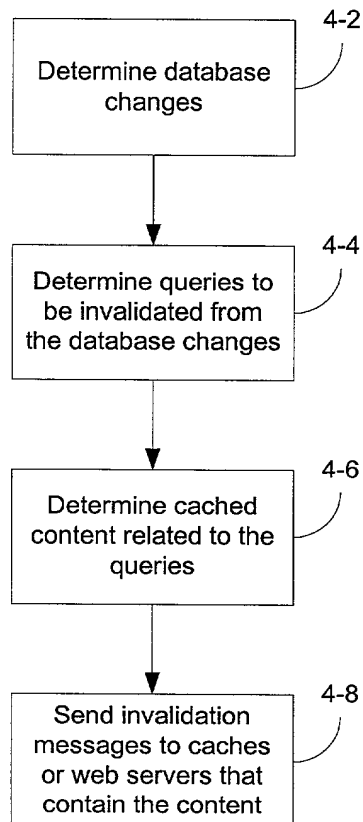 4-2
Determine database
changes
4-4
Determine queries to
be invalidated from
the database changes
4-6
Determine cached
content related to the
queries
4-8
Send invalidation
messages to caches
or web servers that
contain the content